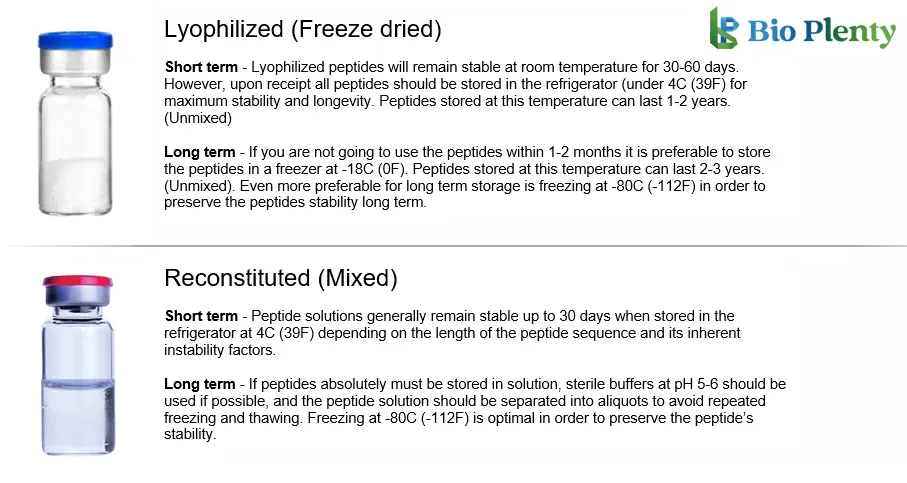 Lyophilized (Freeze dried)
Bio Plenty
Short term - Lyophilized peptides will remain stable at room temperature for 30-60 days.
However, upon receipt all peptides should be stored in the refrigerator (under 4C (39F) for
maximum stability and longevity. Peptides stored at this temperature can last 1-2 years.
(Unmixed)
Long term - If you are not going to use the peptides within 1-2 months it is preferable to store
the peptides in a freezer at -18C (0F). Peptides stored at this temperature can last 2-3 years.
(Unmixed). Even more preferable for long term storage is freezing at -80C (-112F) in order to
preserve the peptides stability long term.
Reconstituted (Mixed)
Short term - Peptide solutions generally remain stable up to 30 days when stored in the
refrigerator at 4C (39F) depending on the length of the peptide sequence and its inherent
instability factors.
Long term - If peptides absolutely must be stored in solution, sterile buffers at pH 5-6 should be
used if possible, and the peptide solution should be separated into aliquots to avoid repeated
freezing and thawing. Freezing at -80C (-112F) is optimal in order to preserve the peptide’s
stability.